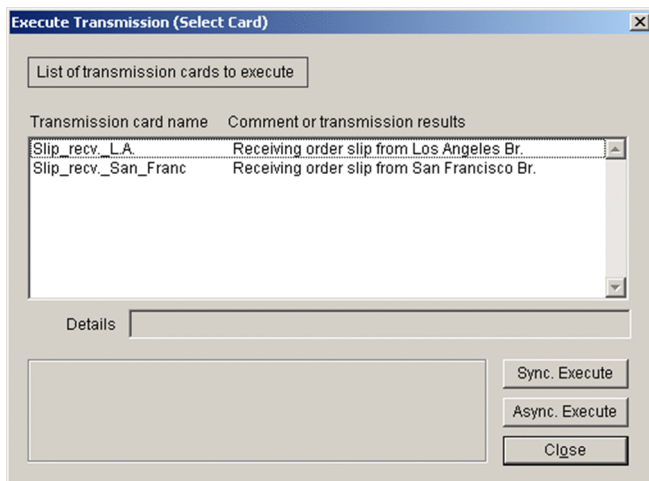 Execute Transmission (Select Card)
List of transmission cards to execute
Transmission card name Comment or transmission results
Slip_recv._L.A. Receiving order slip from Los Angeles Br.
Slip_recv._San_Franc Receiving order slip from San Francisco Br.
Details
Sync. Execute
Async. Execute
Close